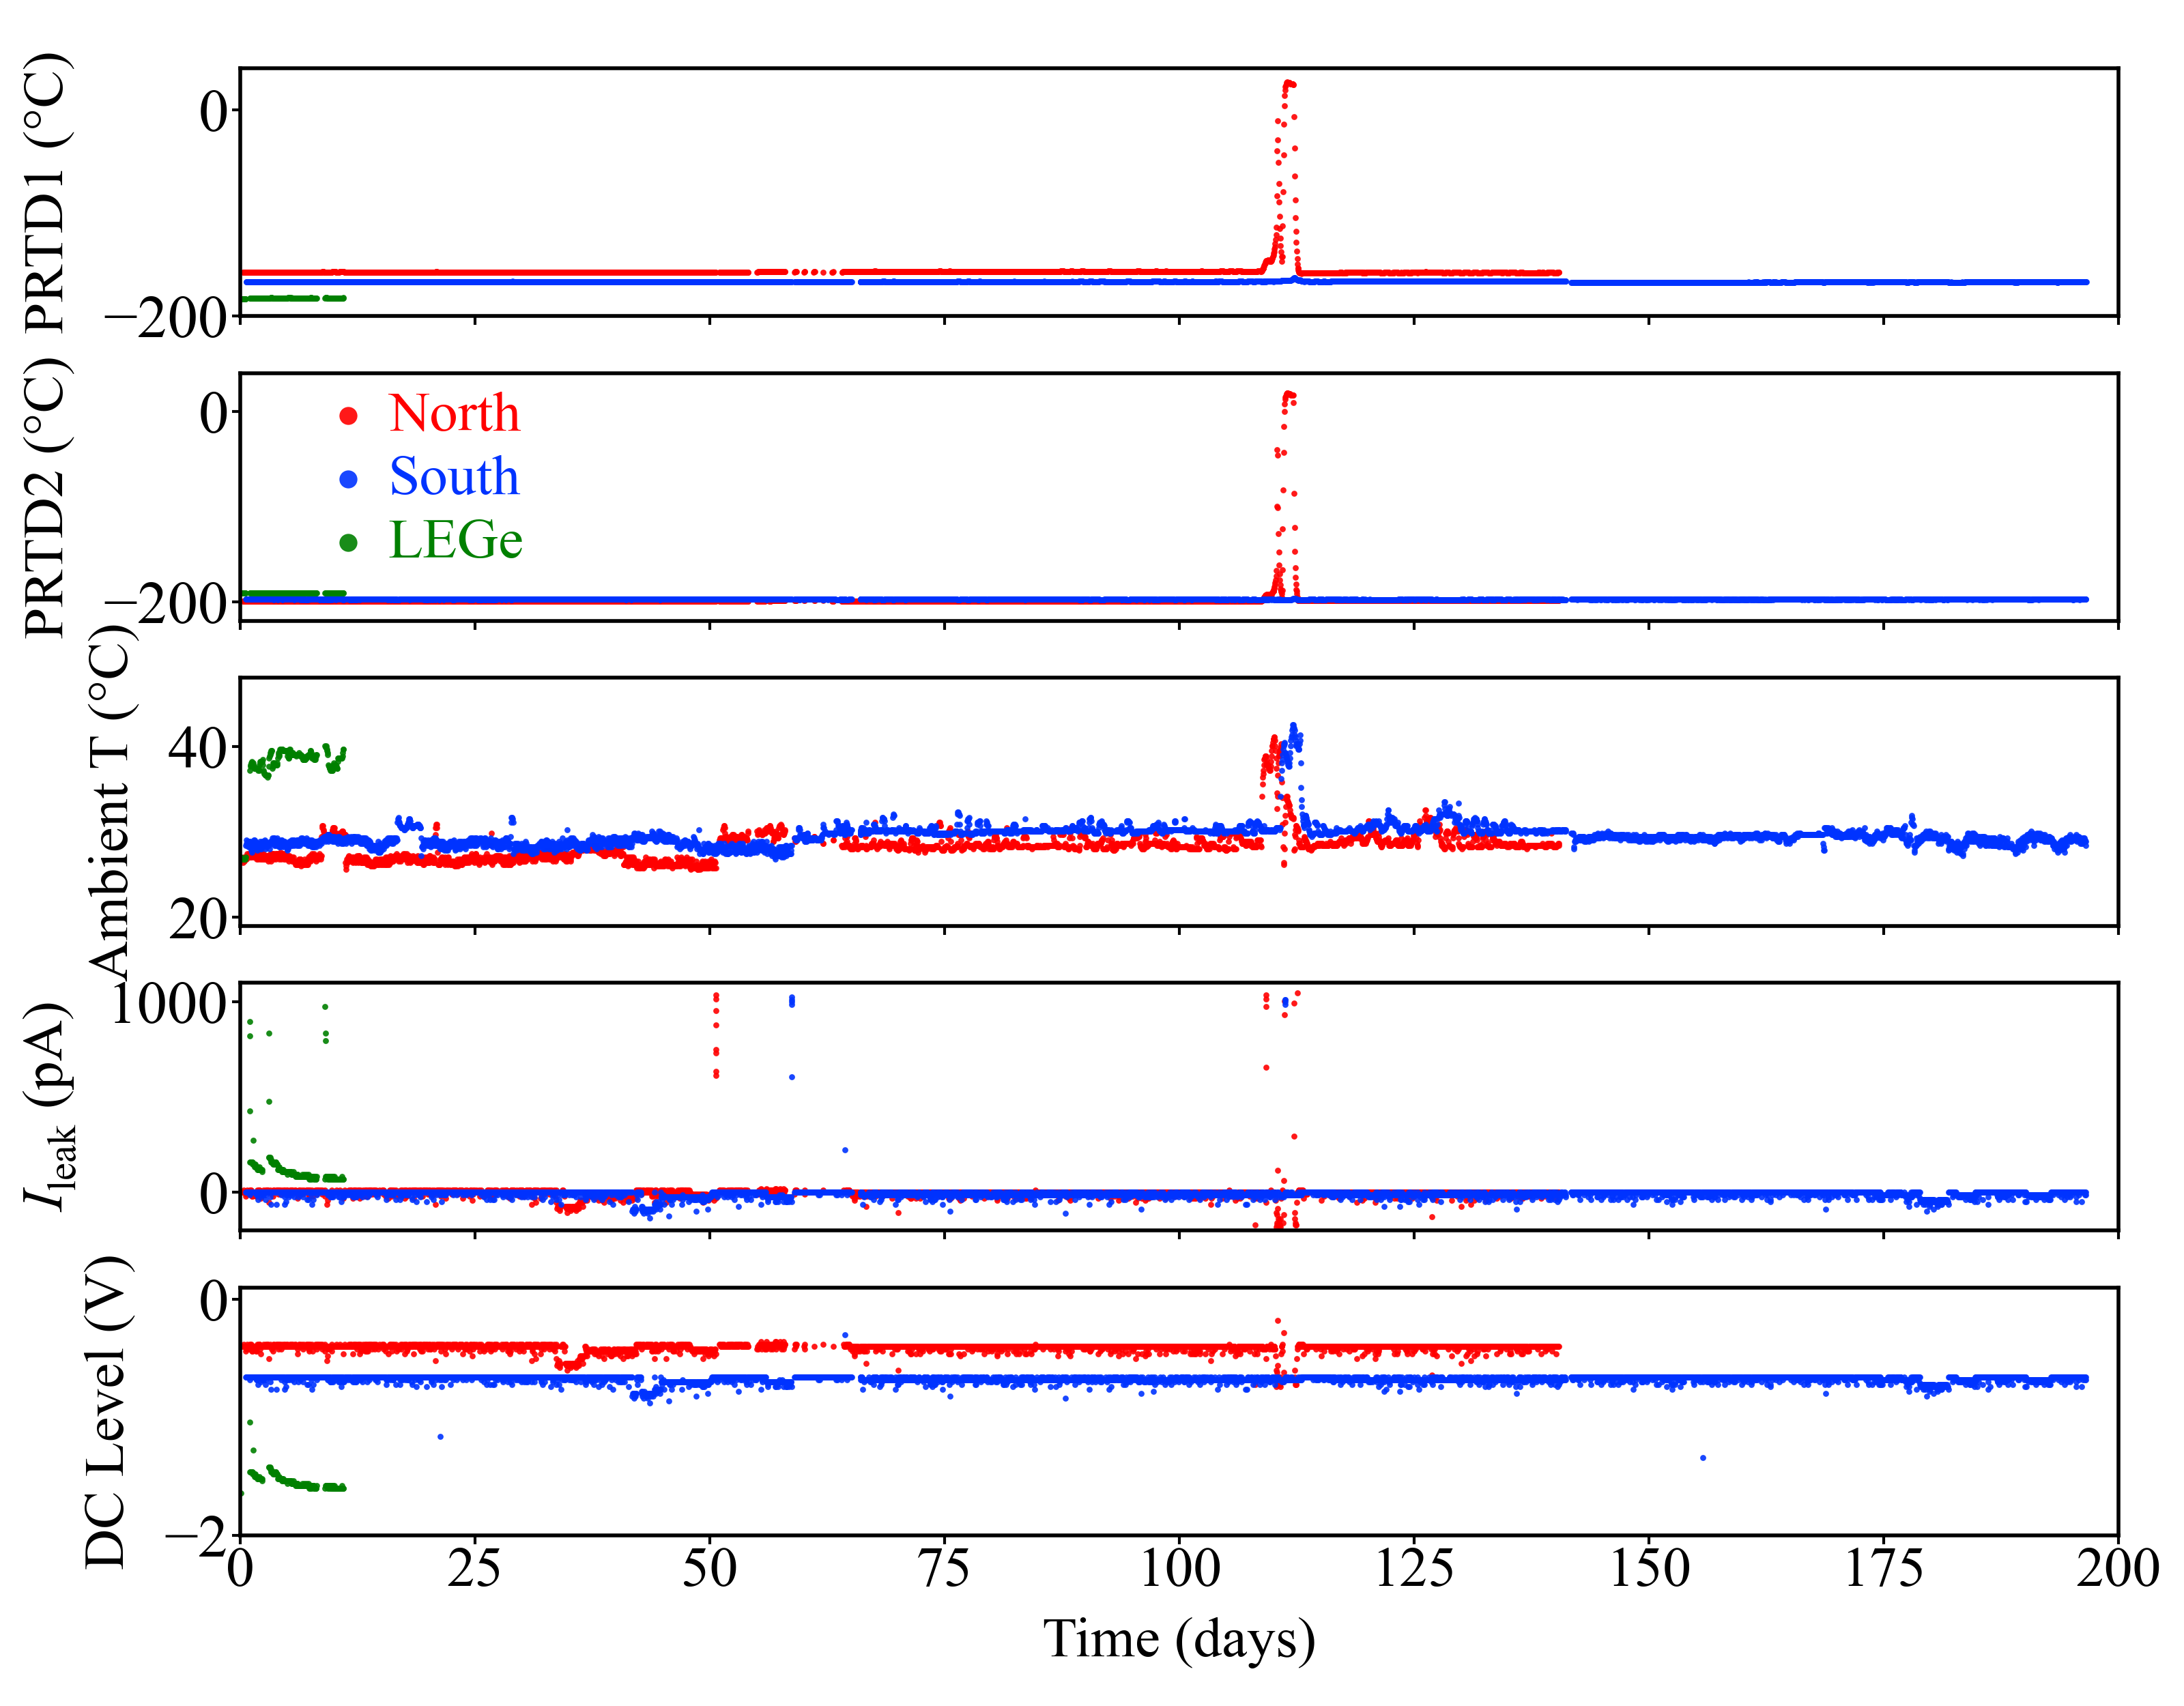 PRTD1 (°C)
0
−200
PRTD2 (°C)
0
−200
North
South
LEGe
Ambient T (°C)
40
20
I_leak (pA)
1000
0
DC Level (V)
0
−2
0 25 50 75 100 125 150 175 200
Time (days)